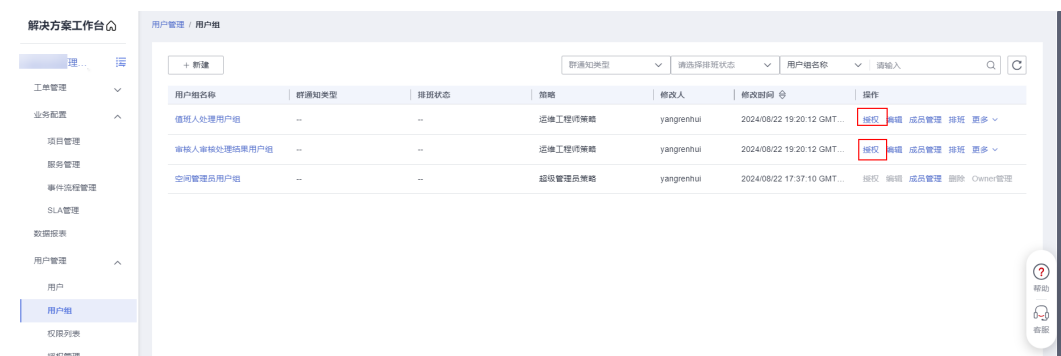 解决方案工作台
用户管理 / 用户组
理...
工单管理
业务配置
项目管理
服务管理
事件流程管理
SLA管理
数据报表
用户管理
用户
用户组
权限列表
授权管理
+ 新建
群通知类型
请选择排班状态
用户组名称
请输入
用户组名称 群通知类型 排班状态 策略 修改人 修改时间 操作
值班人处理用户组 -- -- 运维工程师策略 yangrenhui 2024/08/22 19:20:12 GMT... 授权 编辑 成员管理 排班 更多
审核人审核处理结果用户组 -- -- 运维工程师策略 yangrenhui 2024/08/22 19:20:12 GMT... 授权 编辑 成员管理 排班 更多
空间管理员用户组 -- -- 超级管理员策略 yangrenhui 2024/08/22 17:37:10 GMT... 授权 编辑 成员管理 删除 Owner管理
帮助
客服